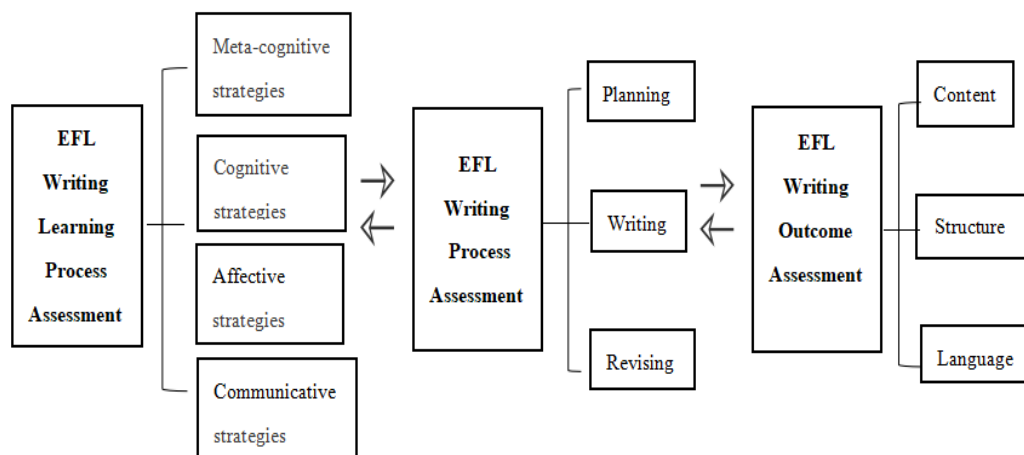 EFL
Writing
Learning
Process
Assessment
Meta-cognitive
strategies
Cognitive
strategies
Affective
strategies
Communicative
strategies
EFL
Writing
Process
Assessment
Planning
Writing
Revising
EFL
Writing
Outcome
Assessment
Content
Structure
Language